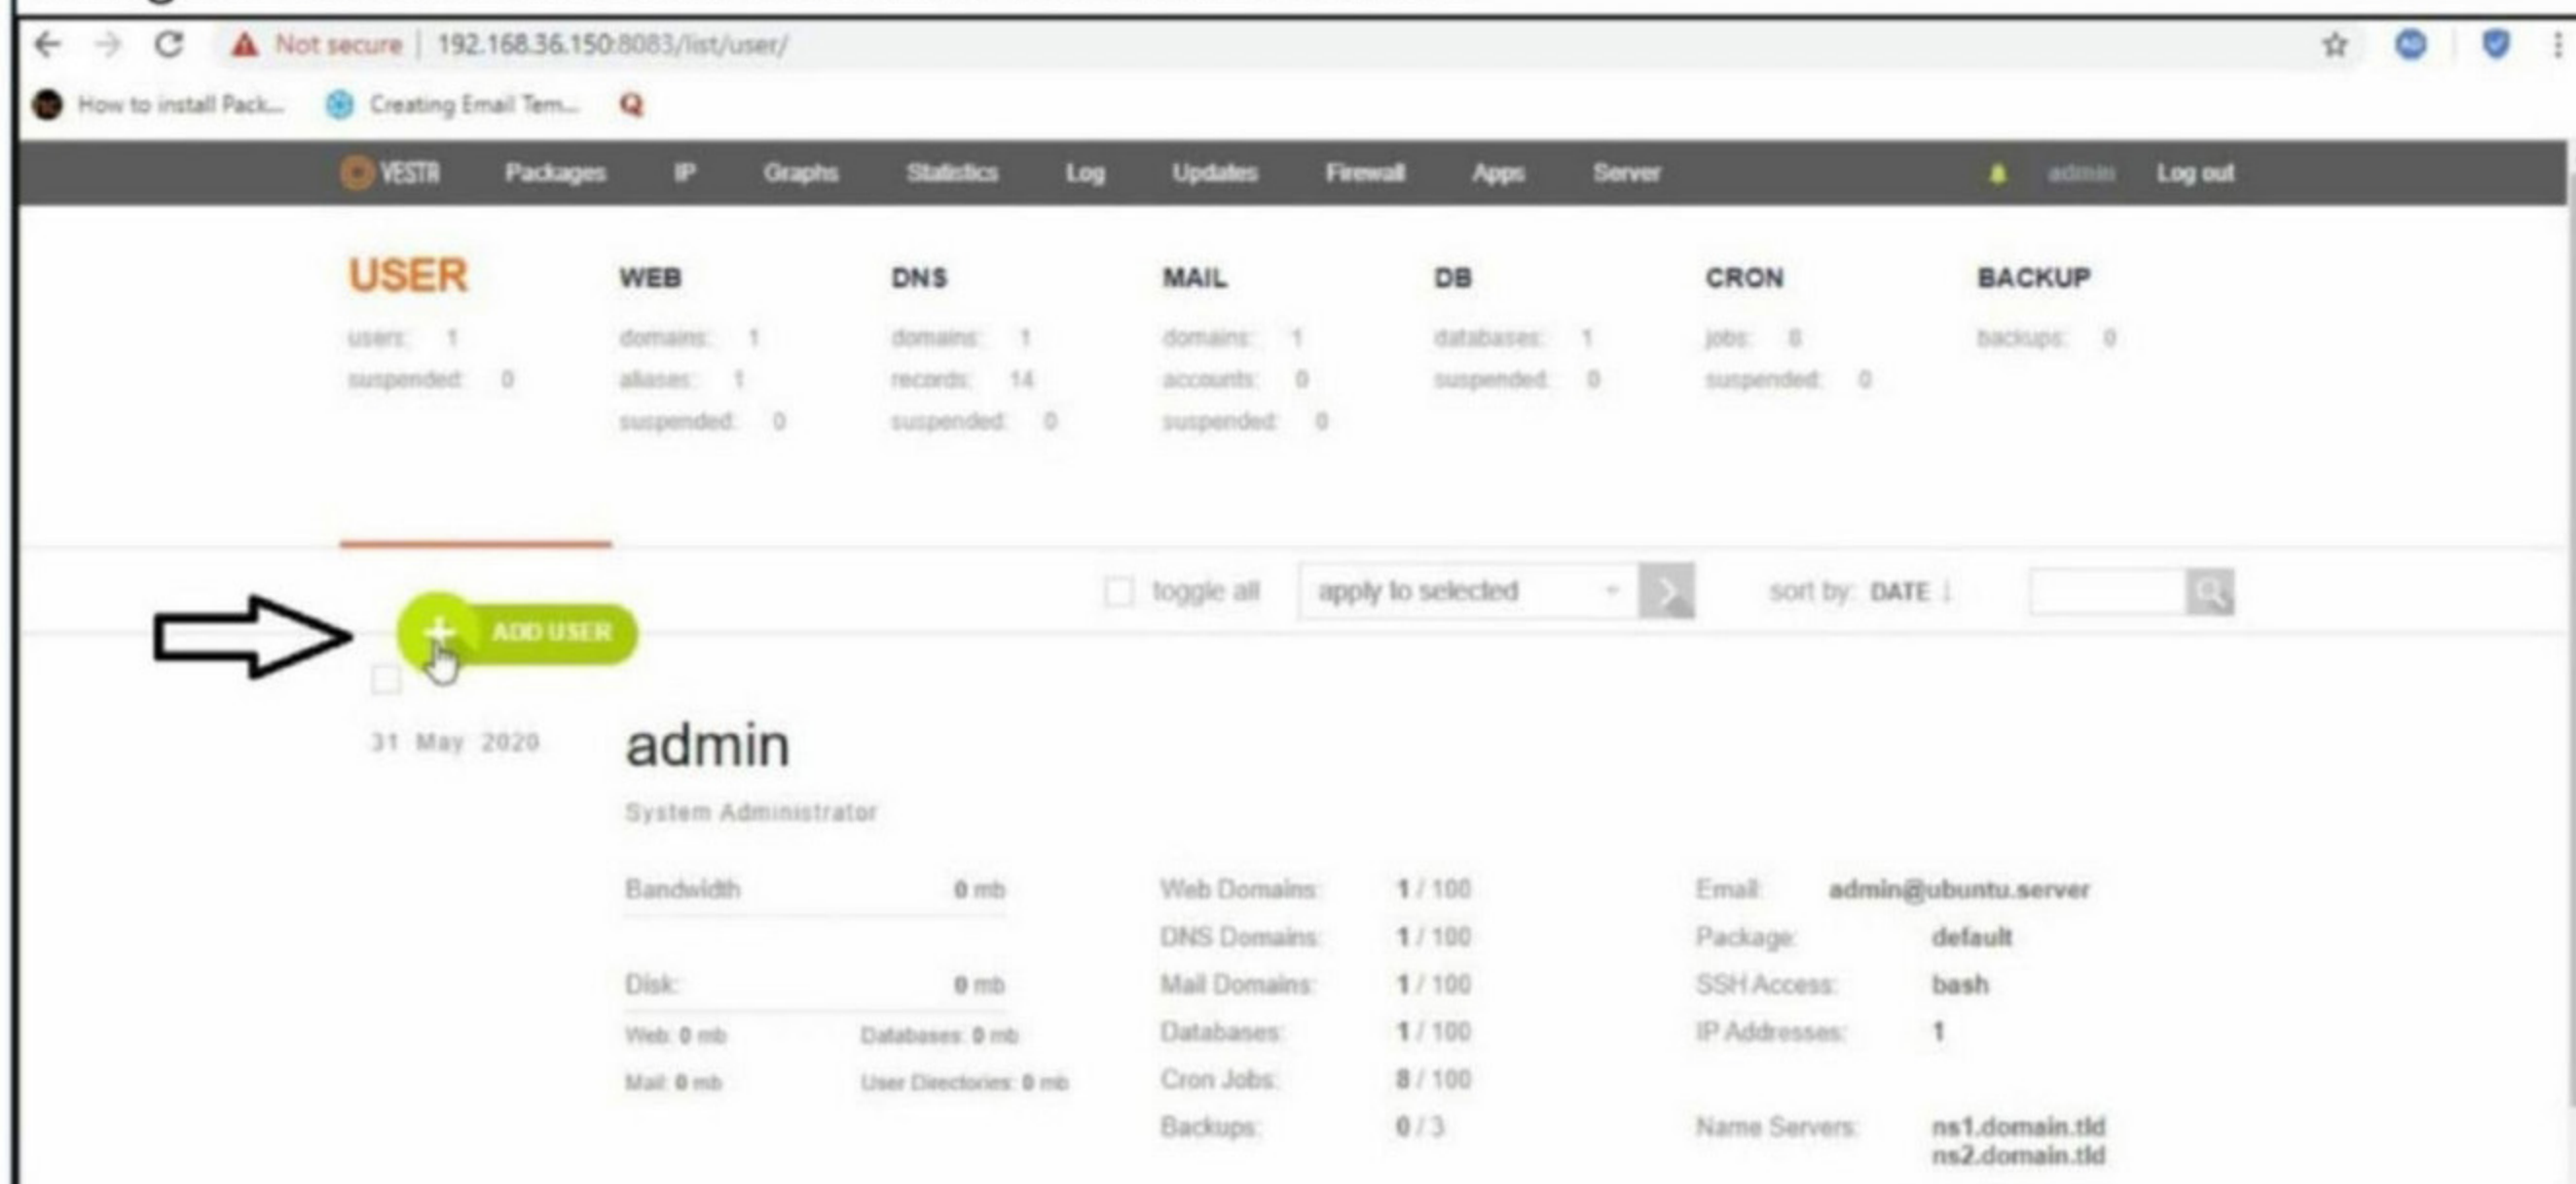 Not secure | 192.168.36.150:8083/list/user/
How to install Pack... Creating Email Tem...
VESTA Packages IP Graphs Statistics Log Updates Firewall Apps Server admin Log out
USER WEB DNS MAIL DB CRON BACKUP
users: 1 domains: 1 domains: 1 domains: 1 databases: 1 jobs: 8 backups: 0
suspended: 0 aliases: 1 records: 14 accounts: 0 suspended: 0 suspended: 0
suspended: 0 suspended: 0 suspended: 0
toggle all apply to selected sort by: DATE ↓
+ ADD USER
31 May 2020 admin
System Administrator
Bandwidth 0 mb Web Domains: 1 / 100 Email: admin@ubuntu.server
DNS Domains: 1 / 100 Package: default
Disk: 0 mb Mail Domains: 1 / 100 SSH Access: bash
Web: 0 mb Databases: 0 mb Databases: 1 / 100 IP Addresses: 1
Mail: 0 mb User Directories: 0 mb Cron Jobs: 8 / 100
Backups: 0 / 3 Name Servers: ns1.domain.tld
ns2.domain.tld